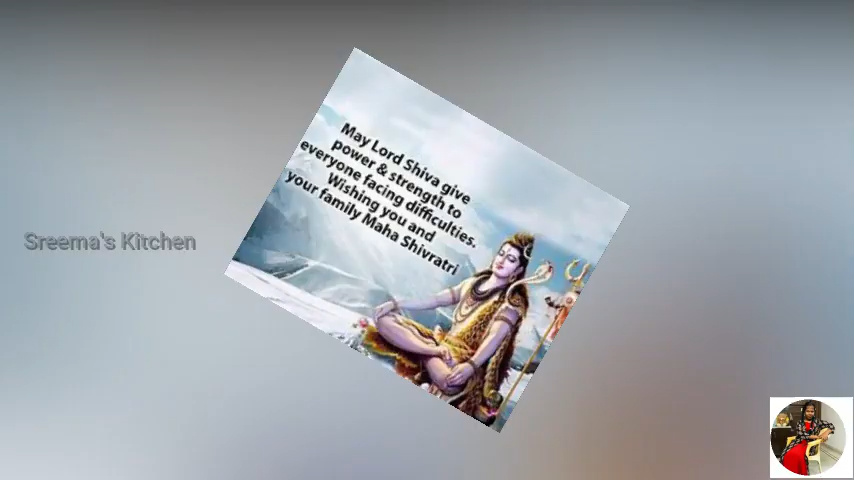 May Lord Shiva give
power & strength to
everyone facing difficulties.
Wishing you and
your family Maha Shivratri
Sreema's Kitchen